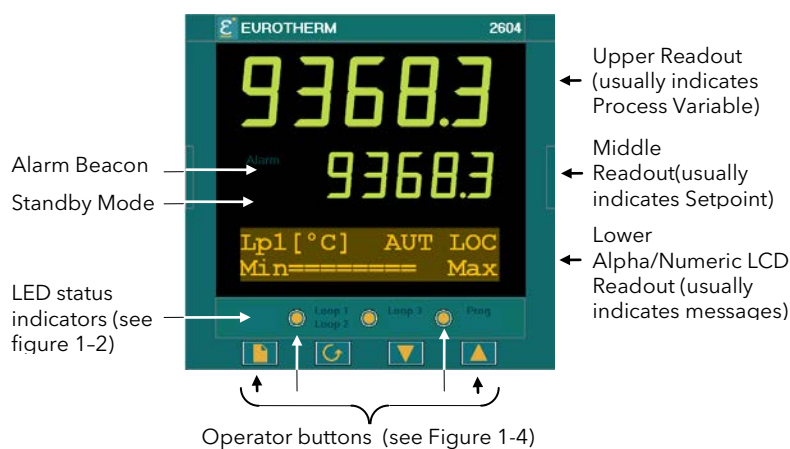 EUROTHERM 2604
9368.3
Alarm
9368.3
Lp1[°C] AUT LOC
Min======== Max
Loop 1
Loop 2
Loop 3
Prog
Alarm Beacon
Standby Mode
LED status
indicators (see
figure 1–2)
Upper Readout
(usually indicates
Process Variable)
Middle
Readout(usually
indicates Setpoint)
Lower
Alpha/Numeric LCD
Readout (usually
indicates messages)
Operator buttons (see Figure 1-4)